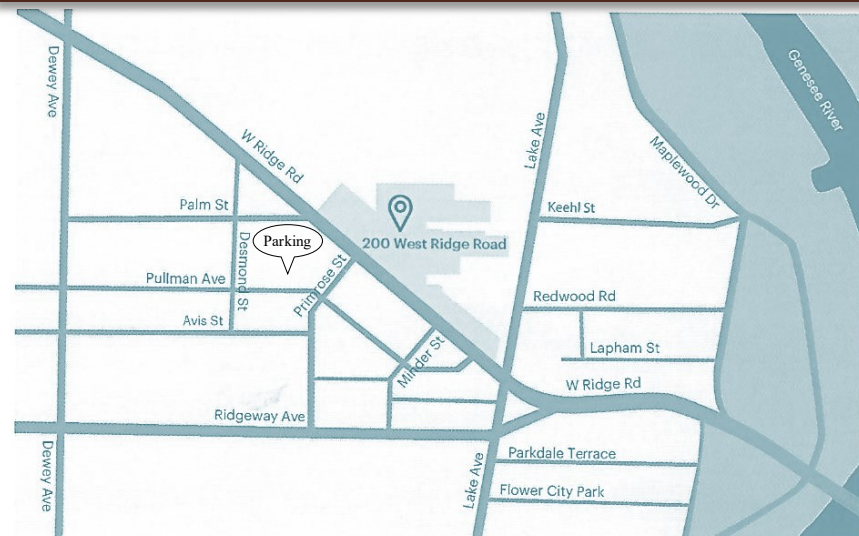 Dewey Ave
W Ridge Rd
Lake Ave
Genesee River
Maplewood Dr
Palm St
Keehl St
Parking
200 West Ridge Road
Desmond St
Pullman Ave
Primrose St
Redwood Rd
Avis St
Minder St
Lapham St
W Ridge Rd
Ridgeway Ave
Dewey Ave
Lake Ave
Parkdale Terrace
Flower City Park